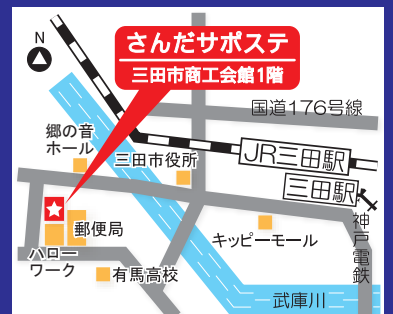 さんだサポステ
三田市商工会館1階
N
国道176号線
郷の音
ホール
三田市役所
JR三田駅
三田駅
神戸電鉄
郵便局
キッピーモール
ハロー
ワーク
有馬高校
武庫川